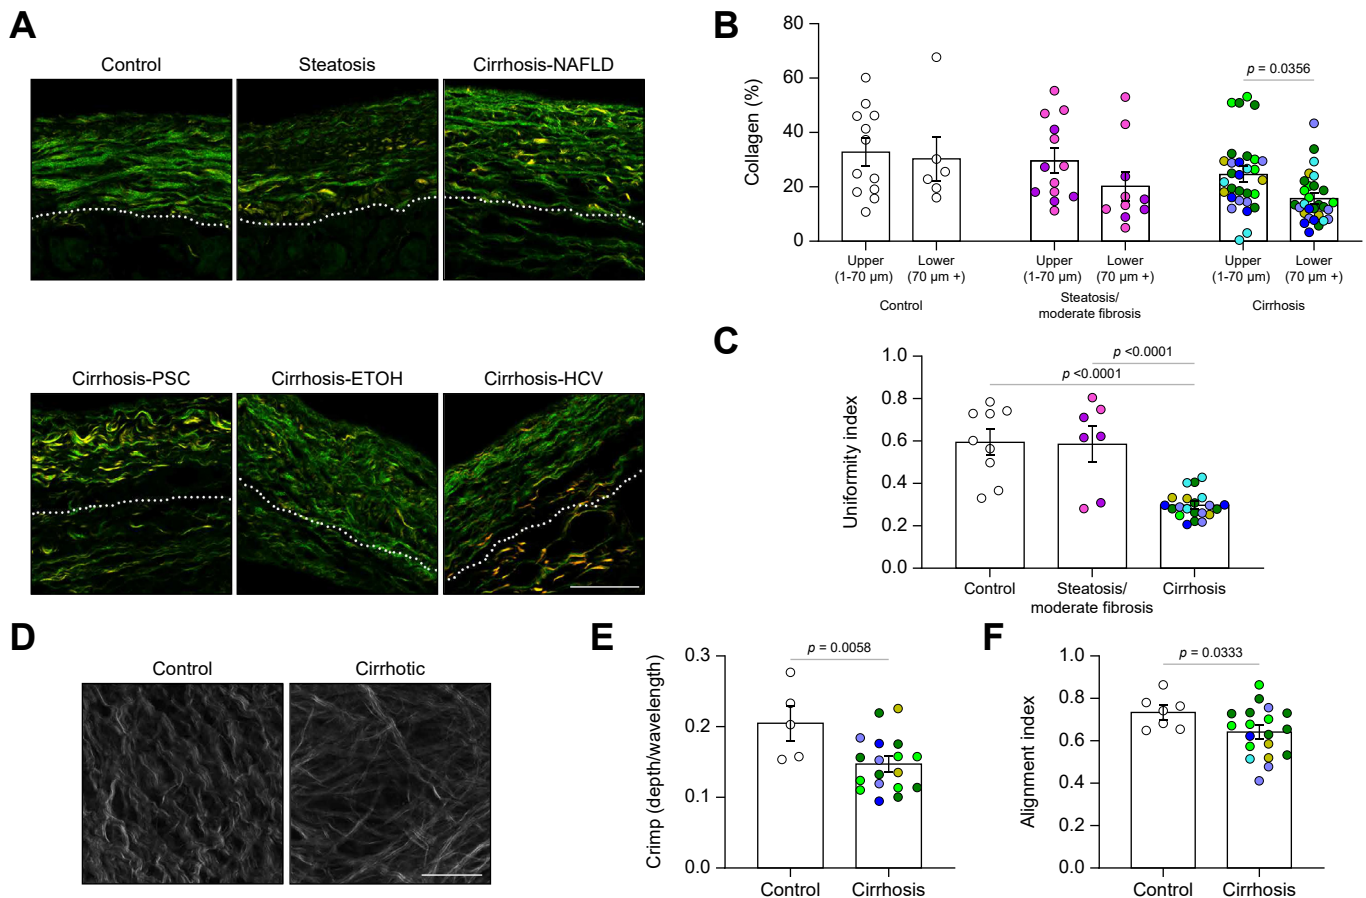 A
Control
Steatosis
Cirrhosis-NAFLD
Cirrhosis-PSC
Cirrhosis-ETOH
Cirrhosis-HCV
B
Collagen (%)
80
60
40
20
0
p = 0.0356
Upper
(1-70 µm)
Lower
(70 µm +)
Upper
(1-70 µm)
Lower
(70 µm +)
Upper
(1-70 µm)
Lower
(70 µm +)
Control
Steatosis/
moderate fibrosis
Cirrhosis
C
Uniformity index
1.0
0.8
0.6
0.4
0.2
0.0
p <0.0001
p <0.0001
Control
Steatosis/
moderate fibrosis
Cirrhosis
D
Control
Cirrhotic
E
Crimp (depth/wavelength)
0.3
0.2
0.1
0.0
p = 0.0058
Control
Cirrhosis
F
Alignment index
1.0
0.8
0.6
0.4
0.2
0.0
p = 0.0333
Control
Cirrhosis